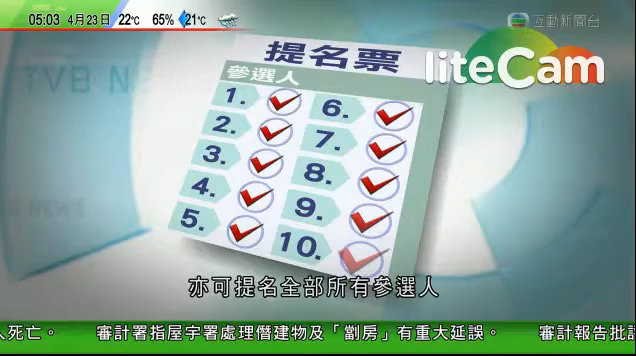 05:03 4月23日 22℃ 65% 21℃
互動新聞台
liteCam
提名票
參選人
1.
2.
3.
4.
5.
6.
7.
8.
9.
10.
TVB N
NEWS
亦可提名全部所有參選人
人死亡。 審計署指屋宇署處理僭建物及「劏房」有重大延誤。 審計報告批評